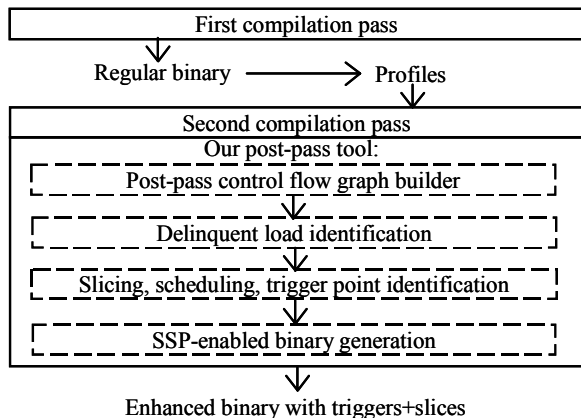 First compilation pass
Regular binary Profiles
Second compilation pass
Our post-pass tool:
Post-pass control flow graph builder
Delinquent load identification
Slicing, scheduling, trigger point identification
SSP-enabled binary generation
Enhanced binary with triggers+slices